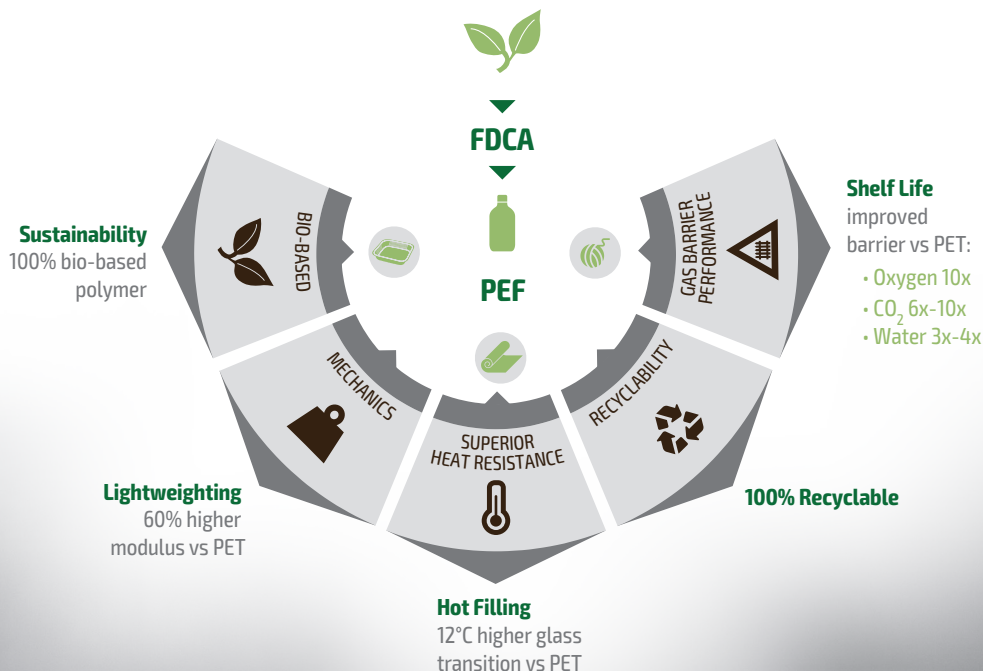 FDCA
PEF
Sustainability
100% bio-based
polymer
BIO-BASED
Lightweighting
60% higher
modulus vs PET
MECHANICS
SUPERIOR
HEAT RESISTANCE
Hot Filling
12°C higher glass
transition vs PET
RECYCLABILITY
100% Recyclable
GAS BARRIER
PERFORMANCE
Shelf Life
improved
barrier vs PET:
• Oxygen 10x
• CO₂ 6x-10x
• Water 3x-4x